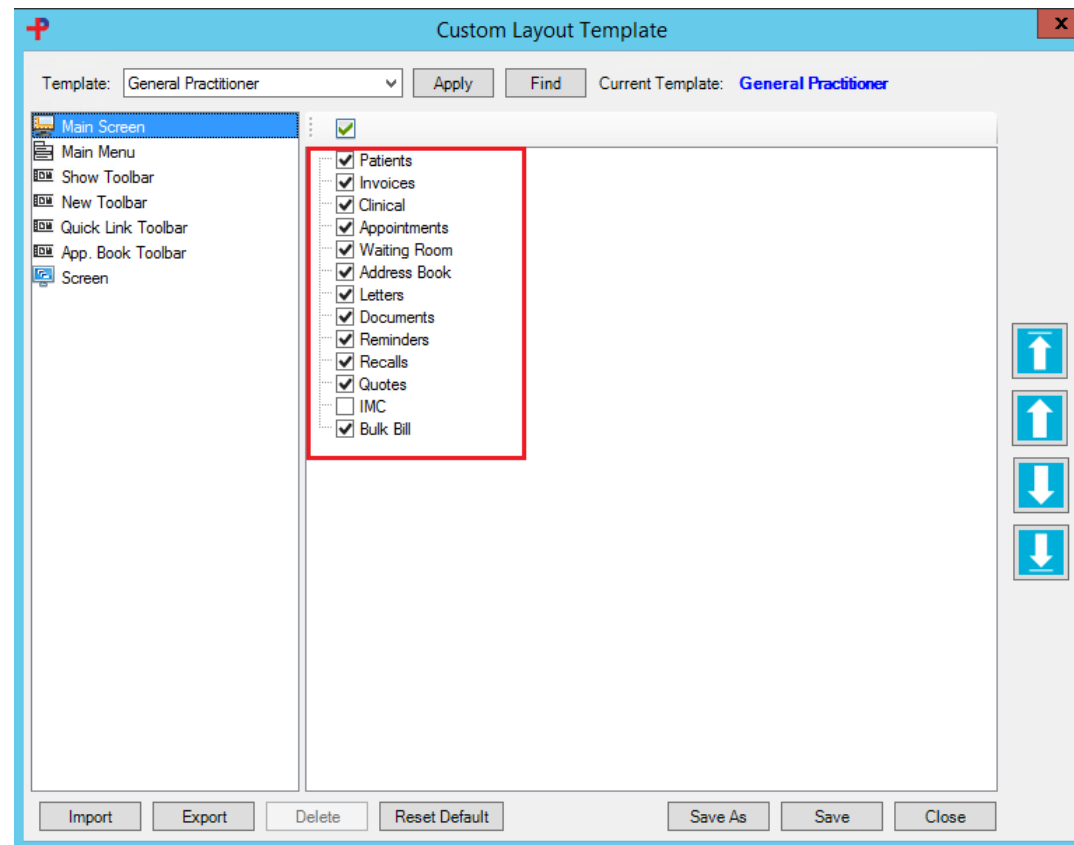 Custom Layout Template
x
Template: General Practitioner Apply Find Current Template: General Practitioner
Main Screen
Main Menu
Show Toolbar
New Toolbar
Quick Link Toolbar
App. Book Toolbar
Screen
Patients
Invoices
Clinical
Appointments
Waiting Room
Address Book
Letters
Documents
Reminders
Recalls
Quotes
IMC
Bulk Bill
Import Export Delete Reset Default Save As Save Close